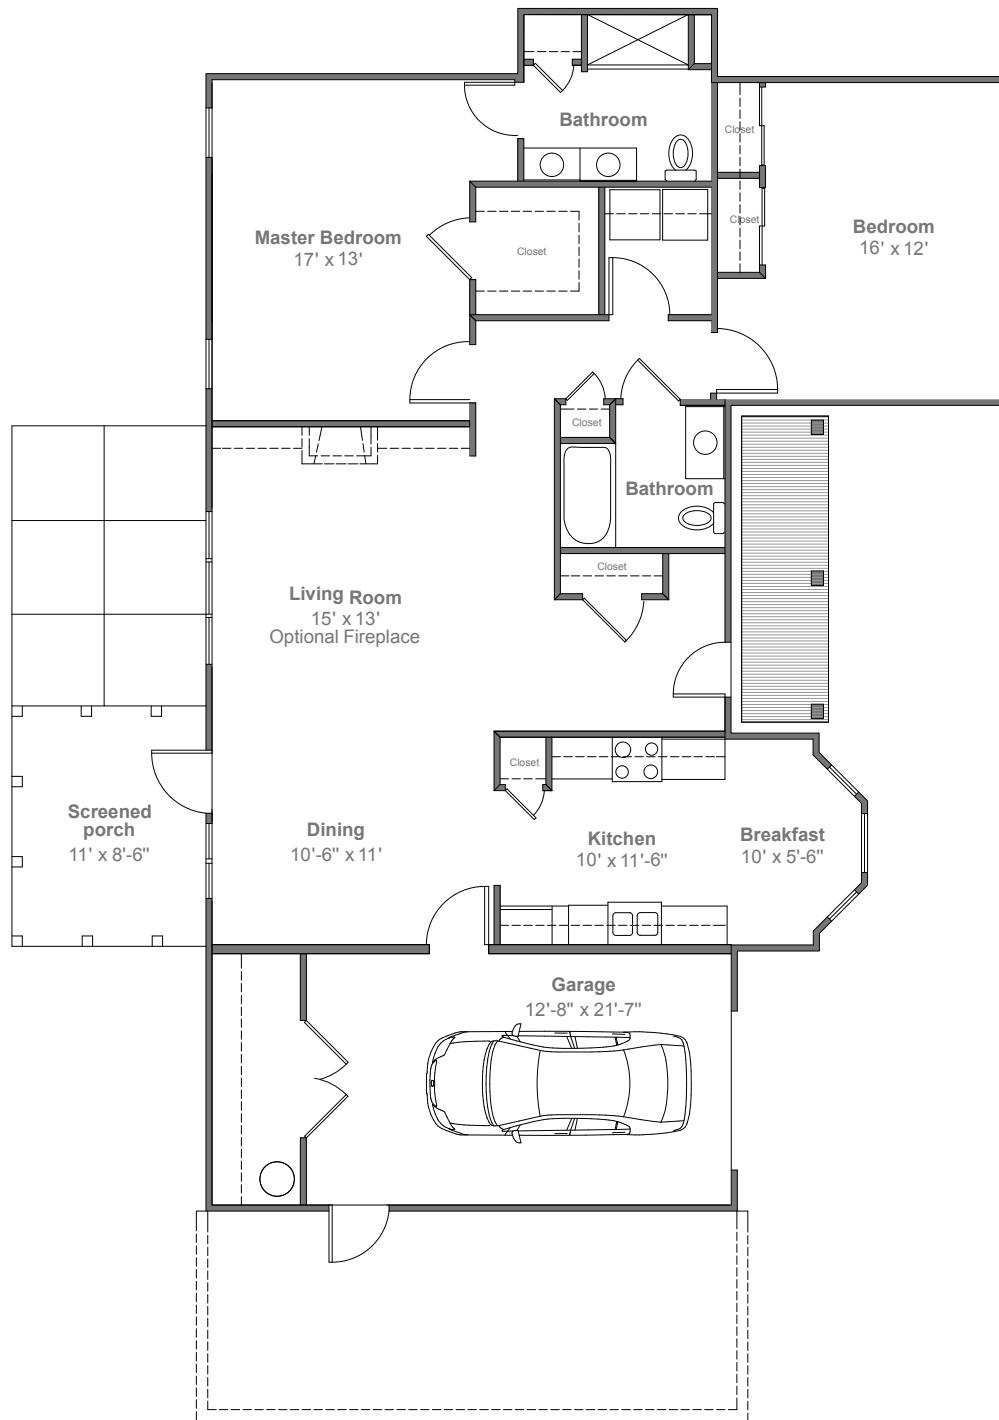 Bathroom
Closet
Closet
Master Bedroom
17' x 13'
Closet
Bedroom
16' x 12'
Closet
Bathroom
Closet
Living Room
15' x 13'
Optional Fireplace
Closet
Screened
porch
11' x 8'-6"
Dining
10'-6" x 11'
Kitchen
10' x 11'-6"
Breakfast
10' x 5'-6"
Garage
12'-8" x 21'-7"